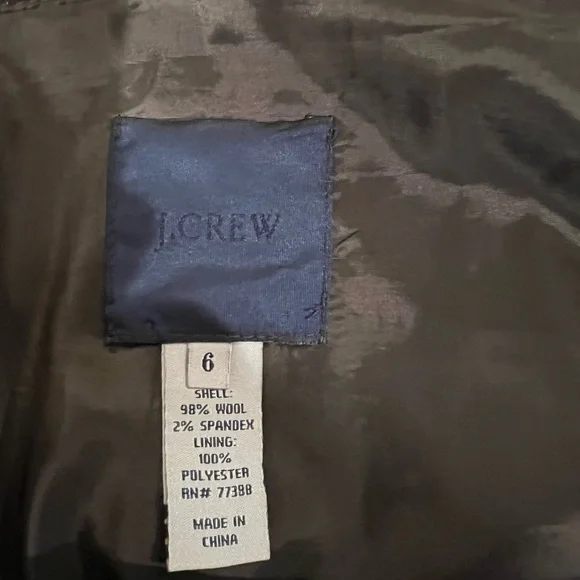 J.CREW
6
SHELL:
98% WOOL
2% SPANDEX
LINING:
100%
POLYESTER
RN# 77388
MADE IN
CHINA